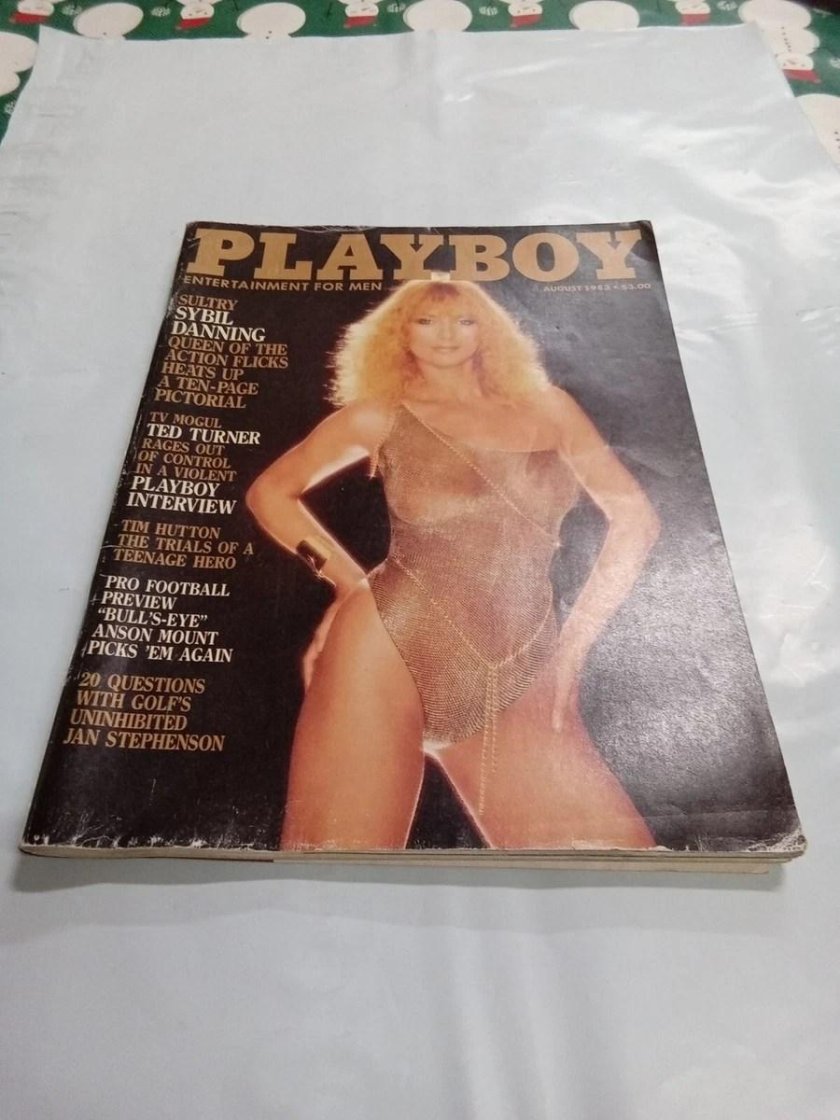 PLAYBOY
ENTERTAINMENT FOR MEN
AUGUST 1983 • $3.00
SULTRY
SYBIL
DANNING
QUEEN OF THE
ACTION FLICKS
HEATS UP
A TEN-PAGE
PICTORIAL
TV MOGUL
TED TURNER
RAGES OUT
OF CONTROL
IN A VIOLENT
PLAYBOY
INTERVIEW
TIM HUTTON
THE TRIALS OF A
TEENAGE HERO
PRO FOOTBALL
PREVIEW
"BULL'S-EYE"
ANSON MOUNT
PICKS 'EM AGAIN
20 QUESTIONS
WITH GOLF'S
UNINHIBITED
JAN STEPHENSON